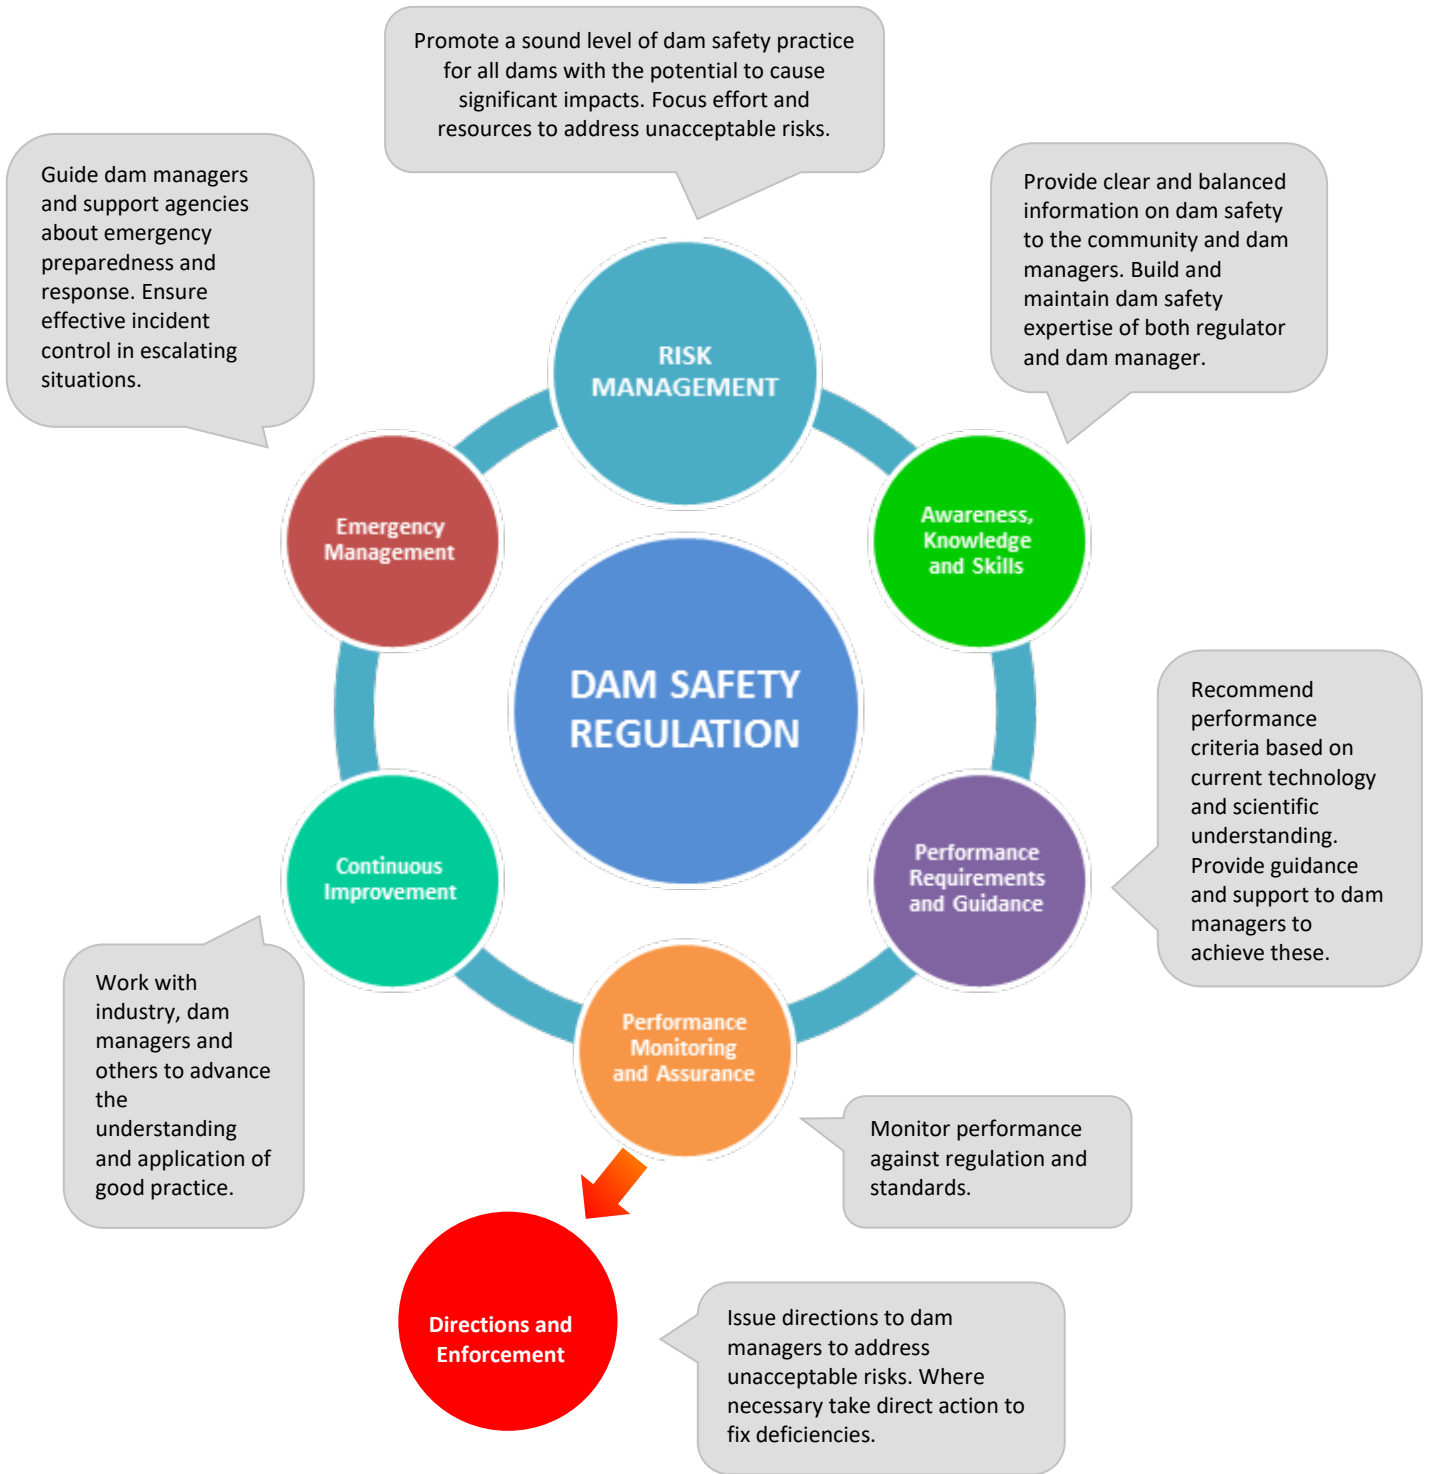 Promote a sound level of dam safety practice
for all dams with the potential to cause
significant impacts. Focus effort and
resources to address unacceptable risks.
Guide dam managers
and support agencies
about emergency
preparedness and
response. Ensure
effective incident
control in escalating
situations.
Provide clear and balanced
information on dam safety
to the community and dam
managers. Build and
maintain dam safety
expertise of both regulator
and dam manager.
RISK
MANAGEMENT
Emergency
Management
Awareness,
Knowledge
and Skills
DAM SAFETY
REGULATION
Recommend
performance
criteria based on
current technology
and scientific
understanding.
Provide guidance
and support to dam
managers to
achieve these.
Continuous
Improvement
Performance
Requirements
and Guidance
Work with
industry, dam
managers and
others to advance
the
understanding
and application of
good practice.
Performance
Monitoring
and Assurance
Monitor performance
against regulation and
standards.
Directions and
Enforcement
Issue directions to dam
managers to address
unacceptable risks. Where
necessary take direct action to
fix deficiencies.